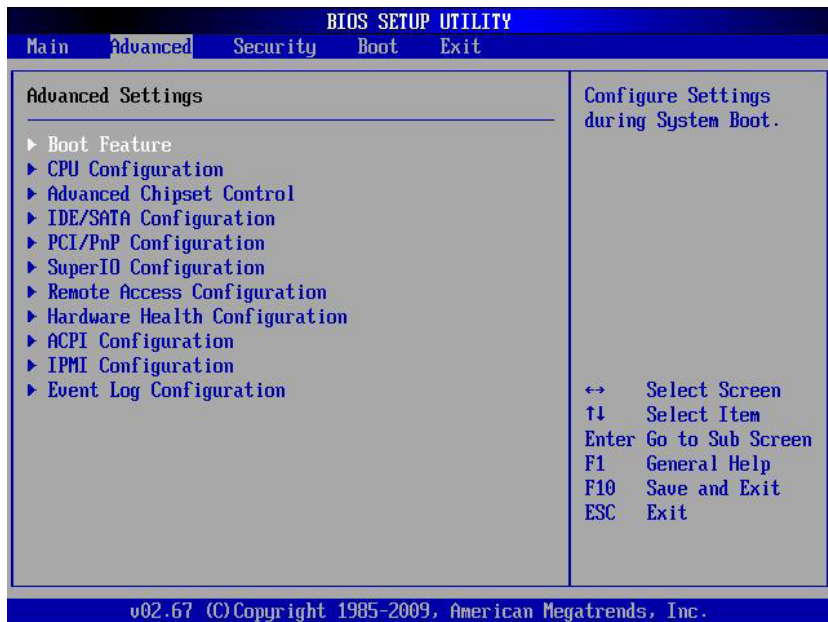 BIOS SETUP UTILITY
Main Advanced Security Boot Exit
Advanced Settings
Boot Feature
CPU Configuration
Advanced Chipset Control
IDE/SATA Configuration
PCI/PnP Configuration
SuperIO Configuration
Remote Access Configuration
Hardware Health Configuration
ACPI Configuration
IPMI Configuration
Event Log Configuration
Configure Settings
during System Boot.
↔ Select Screen
↑↓ Select Item
Enter Go to Sub Screen
F1 General Help
F10 Save and Exit
ESC Exit
v02.67 (C)Copyright 1985-2009, American Megatrends, Inc.